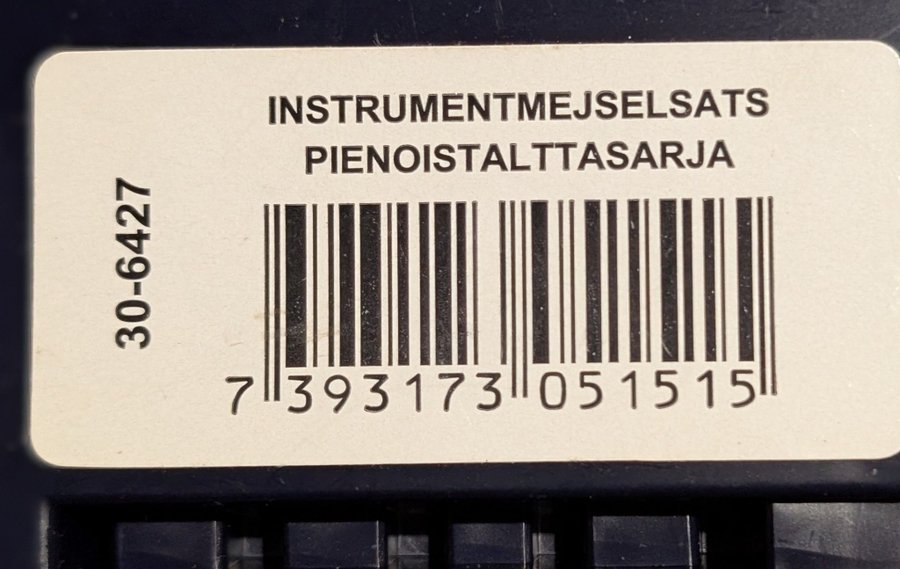 INSTRUMENTMEJSELSATS
PIENOISTALTTASARJA
30-6427
7 393173 051515